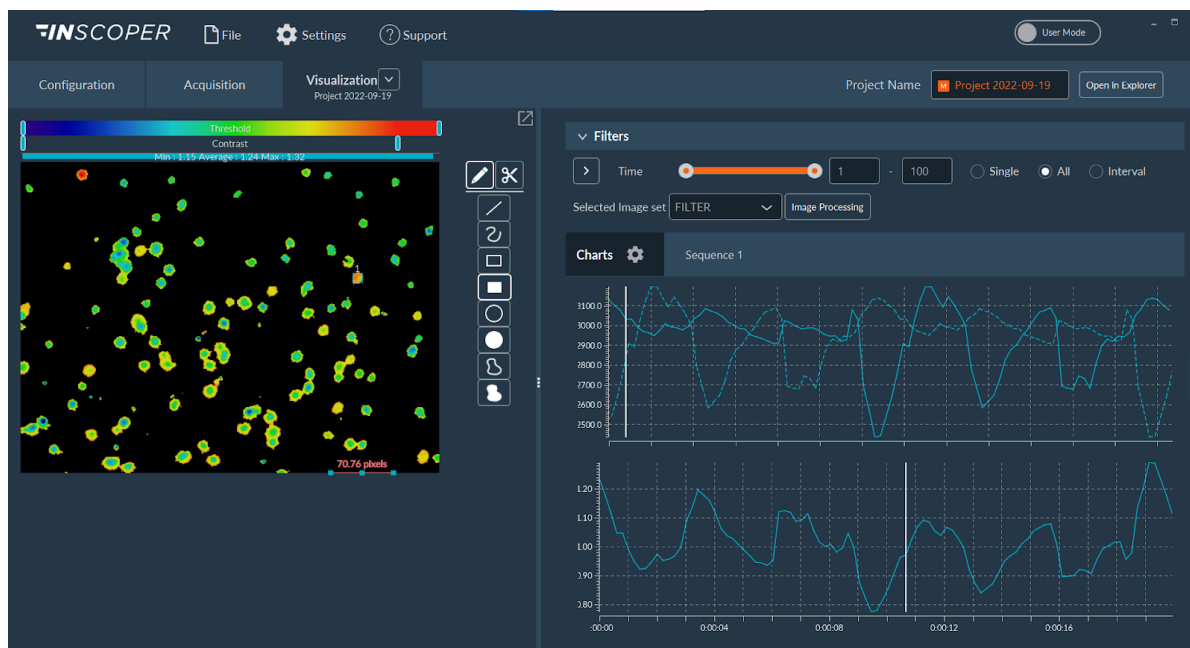 INSCOPER File Settings Support User Mode
Configuration Acquisition Visualization Project Name M Project 2022-09-19 Open In Explorer
Project 2022-09-19
Threshold
Contrast
Min : 1.15 Average : 1.24 Max : 1.32
1
70.76 pixels
Filters
Time 1 - 100 Single All Interval
Selected Image set FILTER Image Processing
Charts Sequence 1
3100.0
3000.0
2900.0
2800.0
2700.0
2600.0
2500.0
1.20
1.10
1.00
0.90
0.80
:00:00 0:00:04 0:00:08 0:00:12 0:00:16